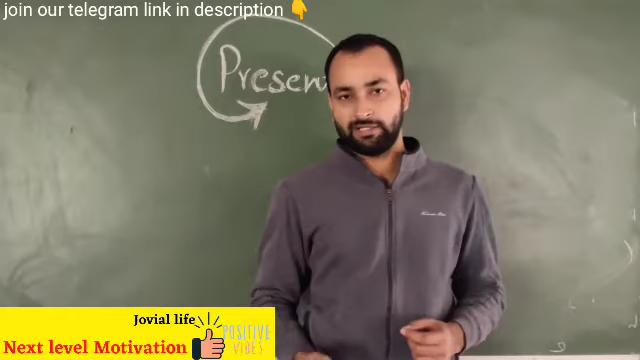 join our telegram link in description 👇
Presen
Jovial life
Next level Motivation
POSITIVE
VIBES